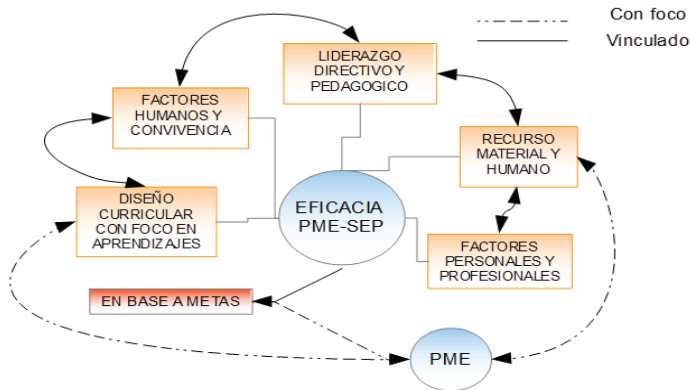 Con foco
Vinculado
LIDERAZGO
DIRECTIVO Y
PEDAGOGICO
FACTORES
HUMANOS Y
CONVIVENCIA
RECURSO
MATERIAL Y
HUMANO
DISEÑO
CURRICULAR
CON FOCO EN
APRENDIZAJES
EFICACIA
PME-SEP
FACTORES
PERSONALES Y
PROFESIONALES
EN BASE A METAS
PME